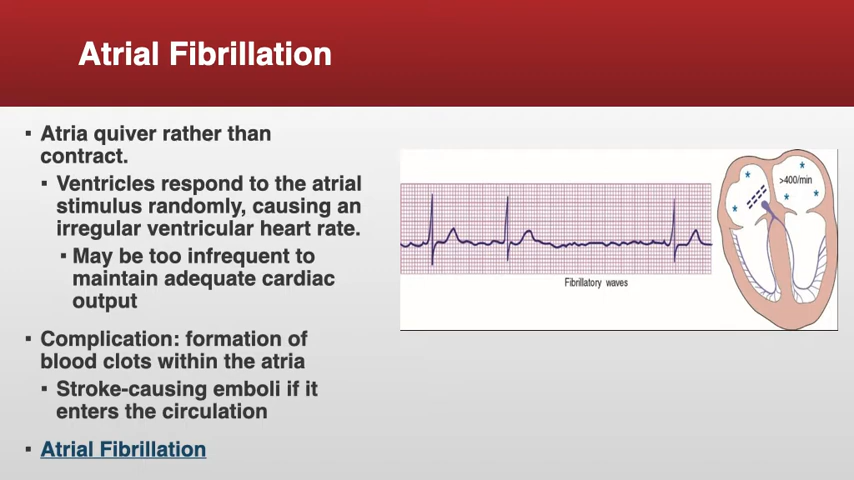 Atrial Fibrillation
▪ Atria quiver rather than
contract.
▪ Ventricles respond to the atrial
stimulus randomly, causing an
irregular ventricular heart rate.
▪ May be too infrequent to
maintain adequate cardiac
output
▪ Complication: formation of
blood clots within the atria
▪ Stroke-causing emboli if it
enters the circulation
▪ Atrial Fibrillation
>400/min
Fibrillatory waves